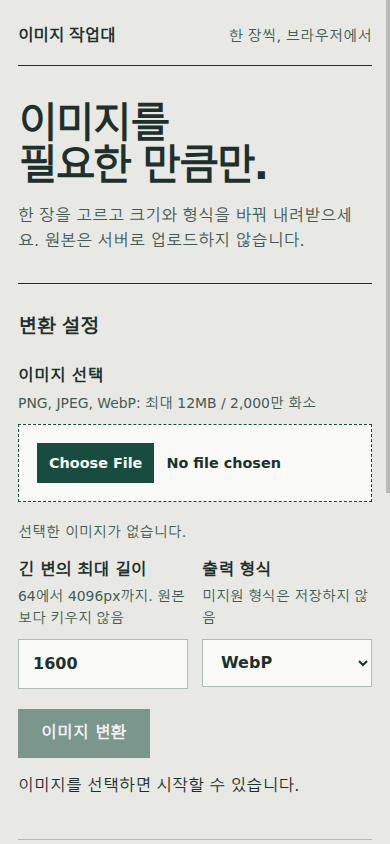 이미지 작업대
한 장씩, 브라우저에서
이미지를
필요한 만큼만.
한 장을 고르고 크기와 형식을 바꿔 내려받으세
요. 원본은 서버로 업로드하지 않습니다.
변환 설정
이미지 선택
PNG, JPEG, WebP: 최대 12MB / 2,000만 화소
Choose File No file chosen
선택한 이미지가 없습니다.
긴 변의 최대 길이
64에서 4096px까지. 원본
보다 키우지 않음
1600
출력 형식
미지원 형식은 저장하지 않
음
WebP
이미지 변환
이미지를 선택하면 시작할 수 있습니다.